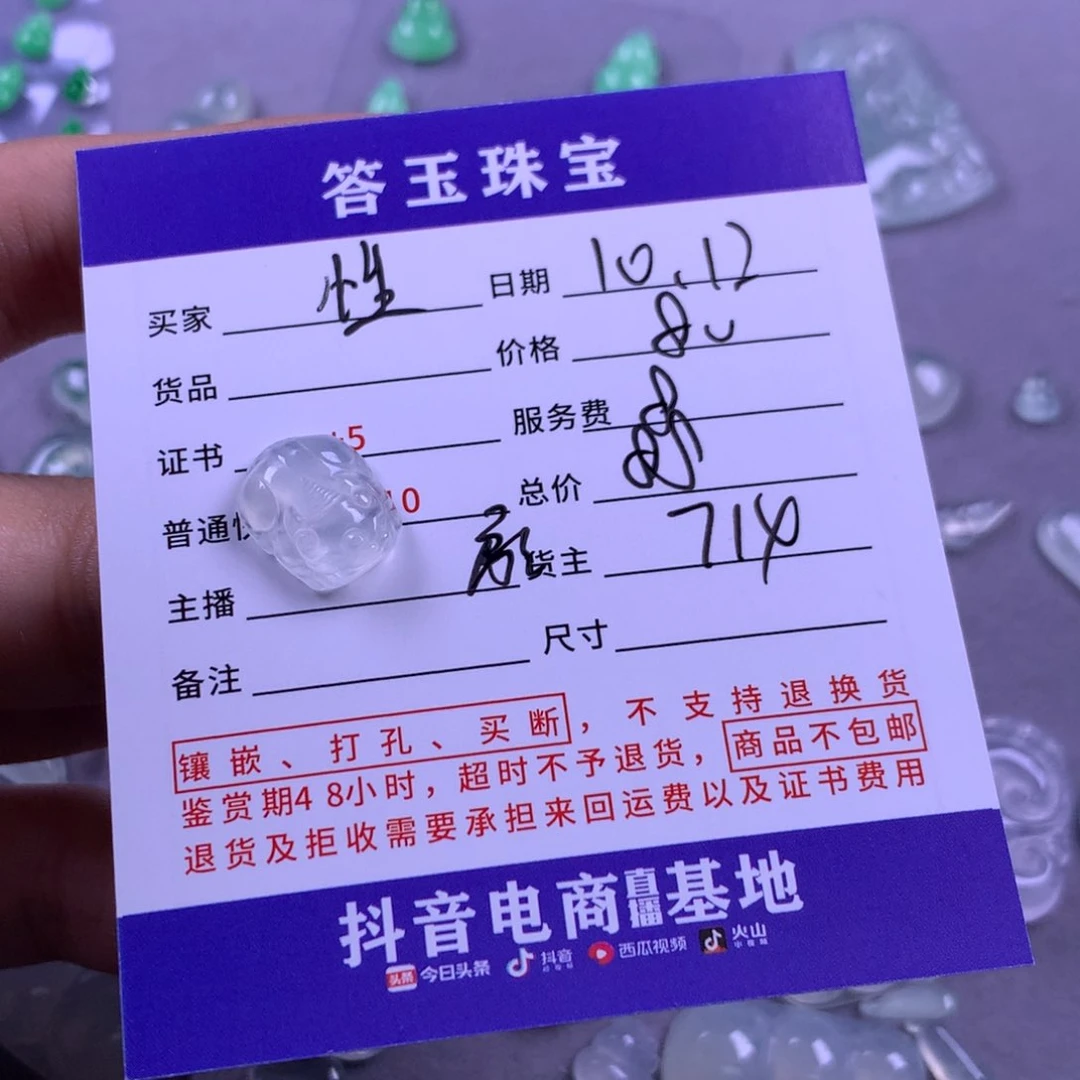 答玉珠宝
买家 性 日期 10.12
货品 价格 80
证书 +5 服务费
普通快 10 总价
主播 货主 714
备注 尺寸
镶嵌、打孔、买断，不支持退换货
鉴赏期48小时，超时不予退货，商品不包邮
退货及拒收需要承担来回运费以及证书费用
抖音电商直播基地
头条 今日头条 抖音 西瓜视频 火山